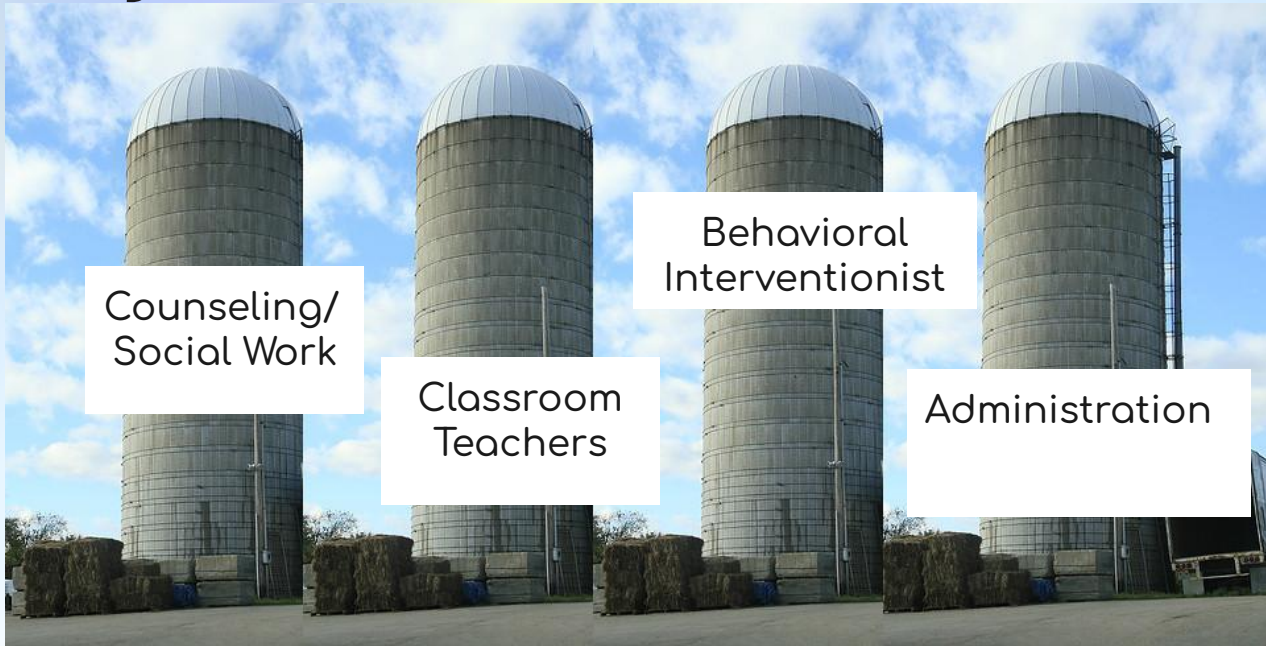 Counseling/
Social Work
Classroom
Teachers
Behavioral
Interventionist
Administration